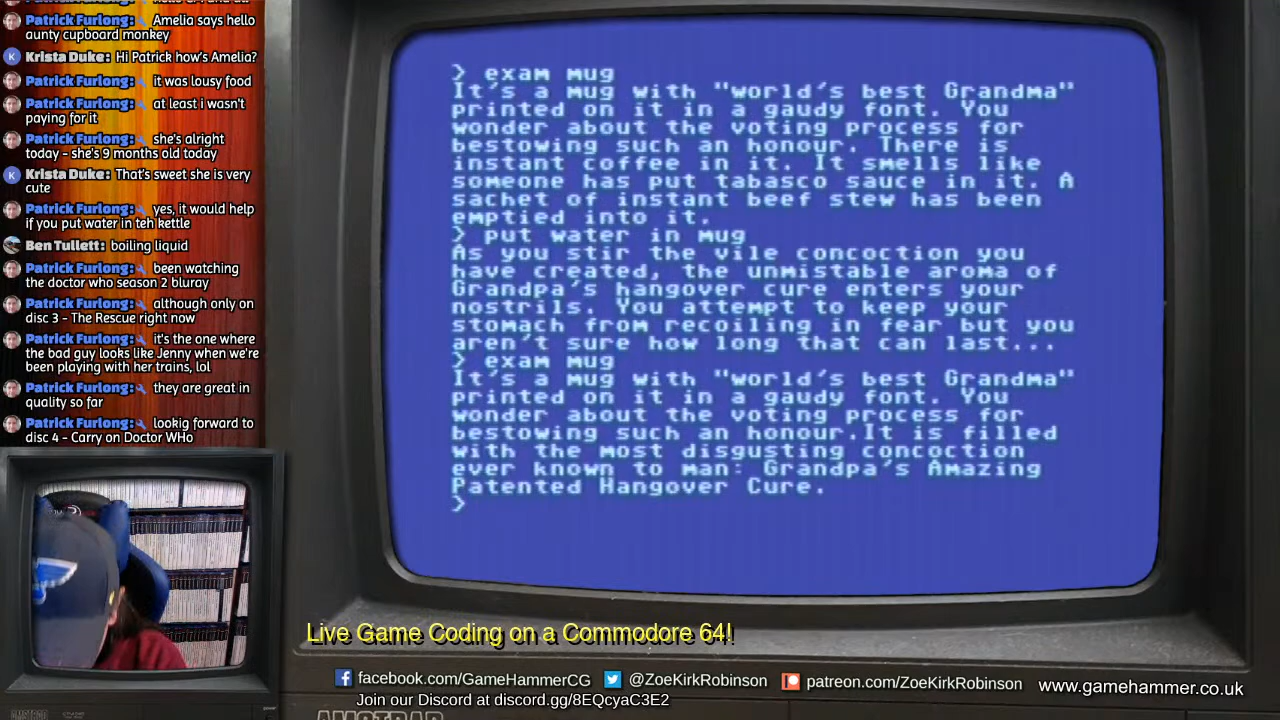 Patrick Furlong: Amelia says hello
aunty cupboard monkey
K Krista Duke: Hi Patrick how's Amelia?
Patrick Furlong: it was lousy food
Patrick Furlong: at least i wasn't
paying for it
Patrick Furlong: she's alright
today - she's 9 months old today
K Krista Duke: That's sweet she is very
cute
Patrick Furlong: yes, it would help
if you put water in teh kettle
Ben Tullett: boiling liquid
Patrick Furlong: been watching
the doctor who season 2 bluray
Patrick Furlong: although only on
disc 3 - The Rescue right now
Patrick Furlong: it's the one where
the bad guy looks like Jenny when we're
been playing with her trains, lol
Patrick Furlong: they are great in
quality so far
Patrick Furlong: lookig forward to
disc 4 - Carry on Doctor WHo
> exam mug
It's a mug with "world's best Grandma"
printed on it in a gaudy font. You
wonder about the voting process for
bestowing such an honour. There is
instant coffee in it. It smells like
someone has put tabasco sauce in it. A
sachet of instant beef stew has been
emptied into it.
> put water in mug
As you stir the vile concoction you
have created, the unmistable aroma of
Grandpa's hangover cure enters your
nostrils. You attempt to keep your
stomach from recoiling in fear but you
aren't sure how long that can last...
> exam mug
It's a mug with "world's best Grandma"
printed on it in a gaudy font. You
wonder about the voting process for
bestowing such an honour.It is filled
with the most disgusting concoction
ever known to man: Grandpa's Amazing
Patented Hangover Cure.
>
Live Game Coding on a Commodore 64!
facebook.com/GameHammerCG @ZoeKirkRobinson patreon.com/ZoeKirkRobinson www.gamehammer.co.uk
Join our Discord at discord.gg/8EQcyaC3E2